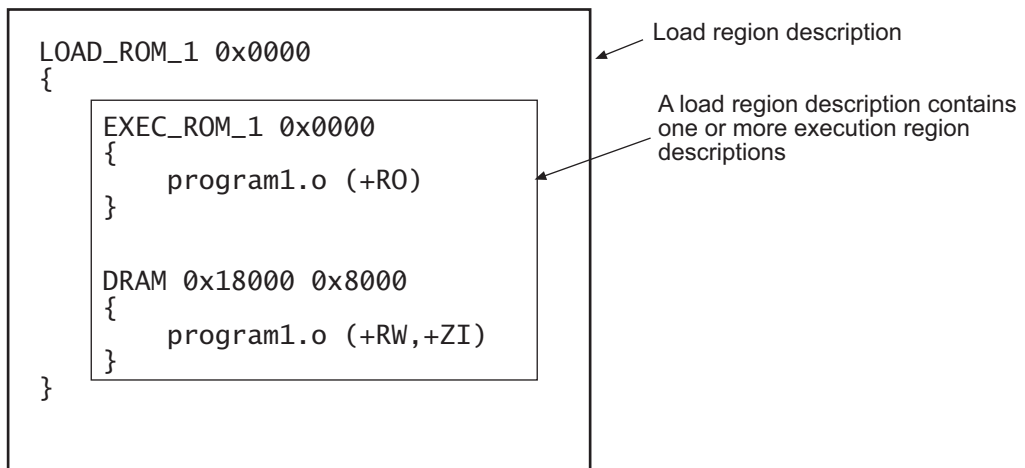 LOAD_ROM_1 0x0000
{
EXEC_ROM_1 0x0000
{
program1.o (+RO)
}
DRAM 0x18000 0x8000
{
program1.o (+RW,+ZI)
}
}
Load region description
A load region description contains
one or more execution region
descriptions